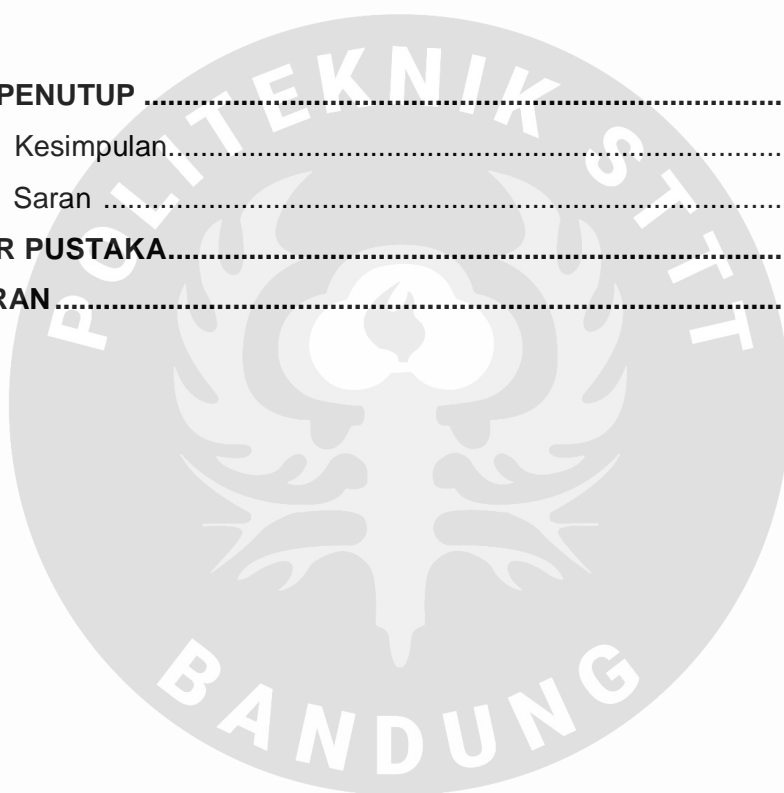 PENUTUP ....................................................................................
Kesimpulan....................................................................................
Saran ....................................................................................
R PUSTAKA....................................................................................
RAN ....................................................................................
POLITEKNIK STTT
BANDUNG